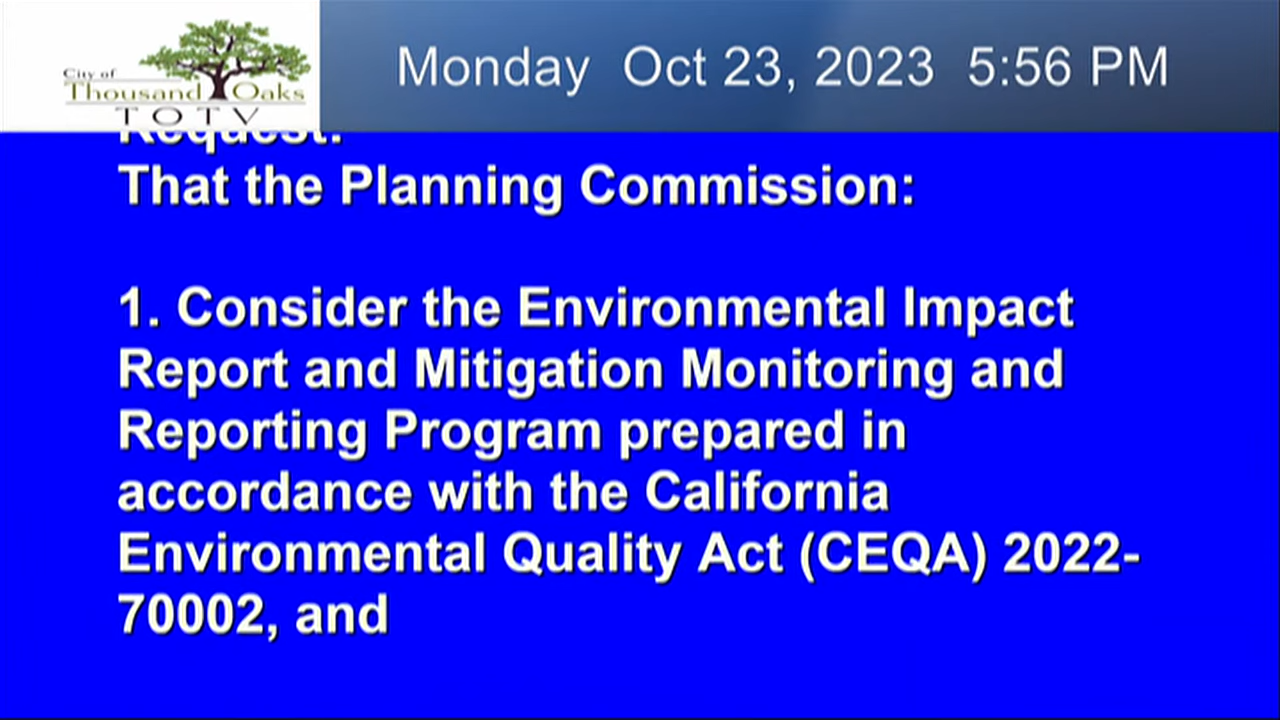 City of
Thousand Oaks
TOTV
Monday Oct 23, 2023 5:56 PM
Request:
That the Planning Commission:
1. Consider the Environmental Impact
Report and Mitigation Monitoring and
Reporting Program prepared in
accordance with the California
Environmental Quality Act (CEQA) 2022-
70002, and